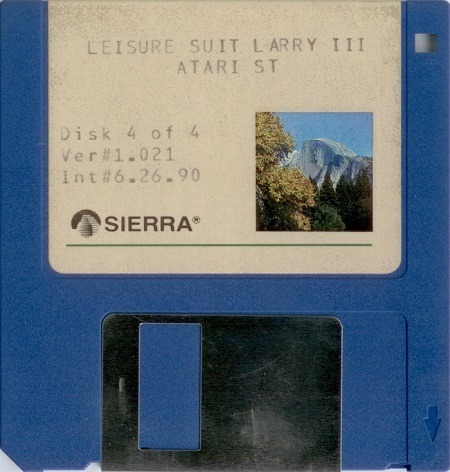 LEISURE SUIT LARRY III
ATARI ST
Disk 4 of 4
Ver#1.021
Int#6.26.90
SIERRA®